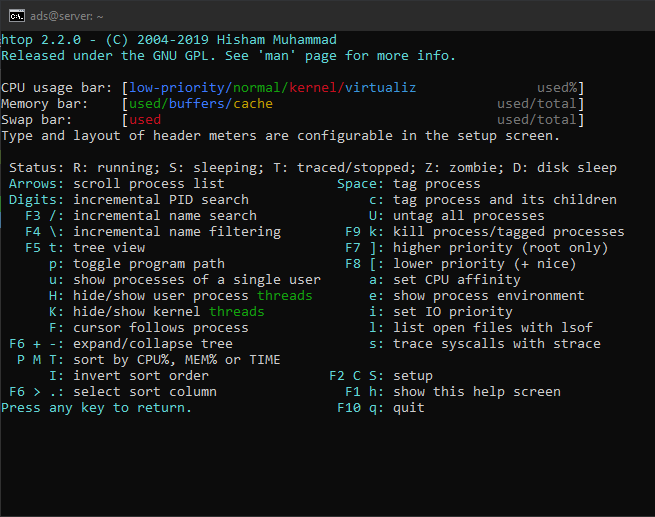 ads@server: ~
htop 2.2.0 - (C) 2004-2019 Hisham Muhammad
Released under the GNU GPL. See 'man' page for more info.
CPU usage bar: [low-priority/normal/kernel/virtualiz               used%]
Memory bar:    [used/buffers/cache                            used/total]
Swap bar:      [used                                          used/total]
Type and layout of header meters are configurable in the setup screen.
Status: R: running; S: sleeping; T: traced/stopped; Z: zombie; D: disk sleep
Arrows: scroll process list              Space: tag process
Digits: incremental PID search               c: tag process and its children
F3 /: incremental name search              U: untag all processes
F4 \: incremental name filtering        F9 k: kill process/tagged processes
F5 t: tree view                         F7 ]: higher priority (root only)
p: toggle program path              F8 [: lower priority (+ nice)
u: show processes of a single user      a: set CPU affinity
H: hide/show user process threads       e: show process environment
K: hide/show kernel threads             i: set IO priority
F: cursor follows process               l: list open files with lsof
F6 + -: expand/collapse tree                 s: trace syscalls with strace
P M T: sort by CPU%, MEM% or TIME
I: invert sort order               F2 C S: setup
F6 > .: select sort column                F1 h: show this help screen
Press any key to return.                  F10 q: quit